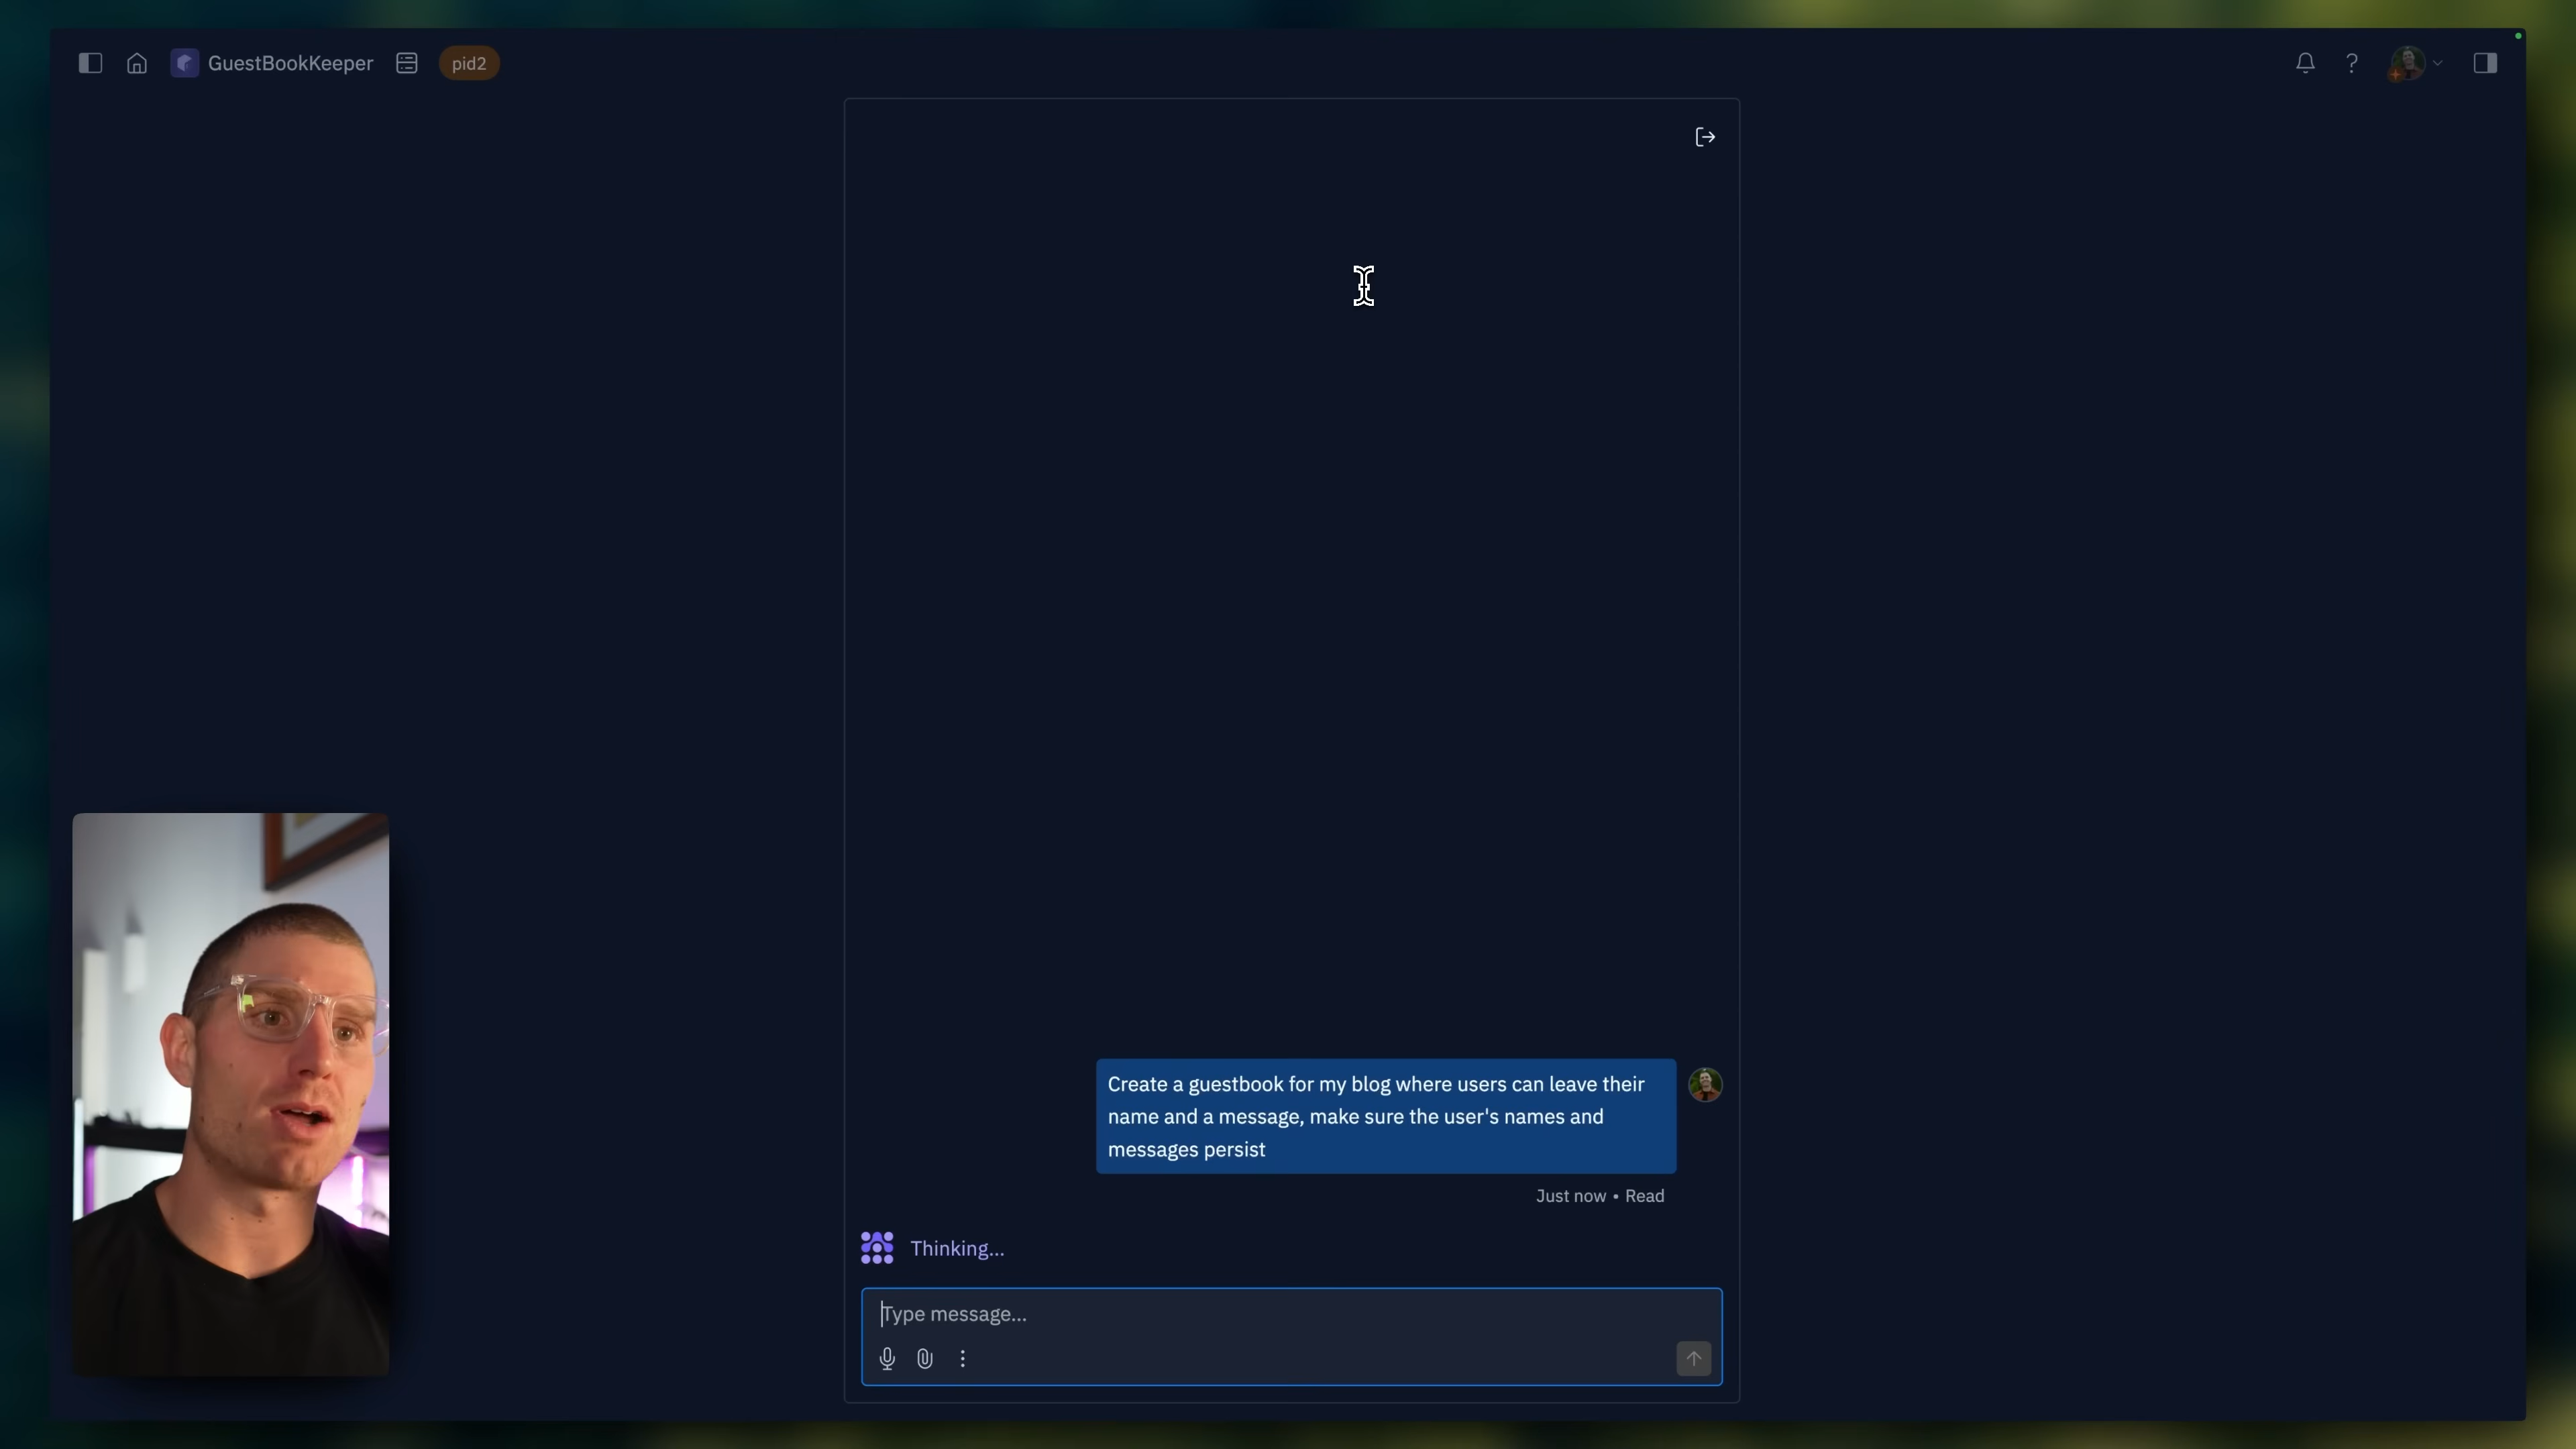 GuestBookKeeper
pid2
Create a guestbook for my blog where users can leave their
name and a message, make sure the user's names and
messages persist
Just now • Read
Thinking...
Type message...